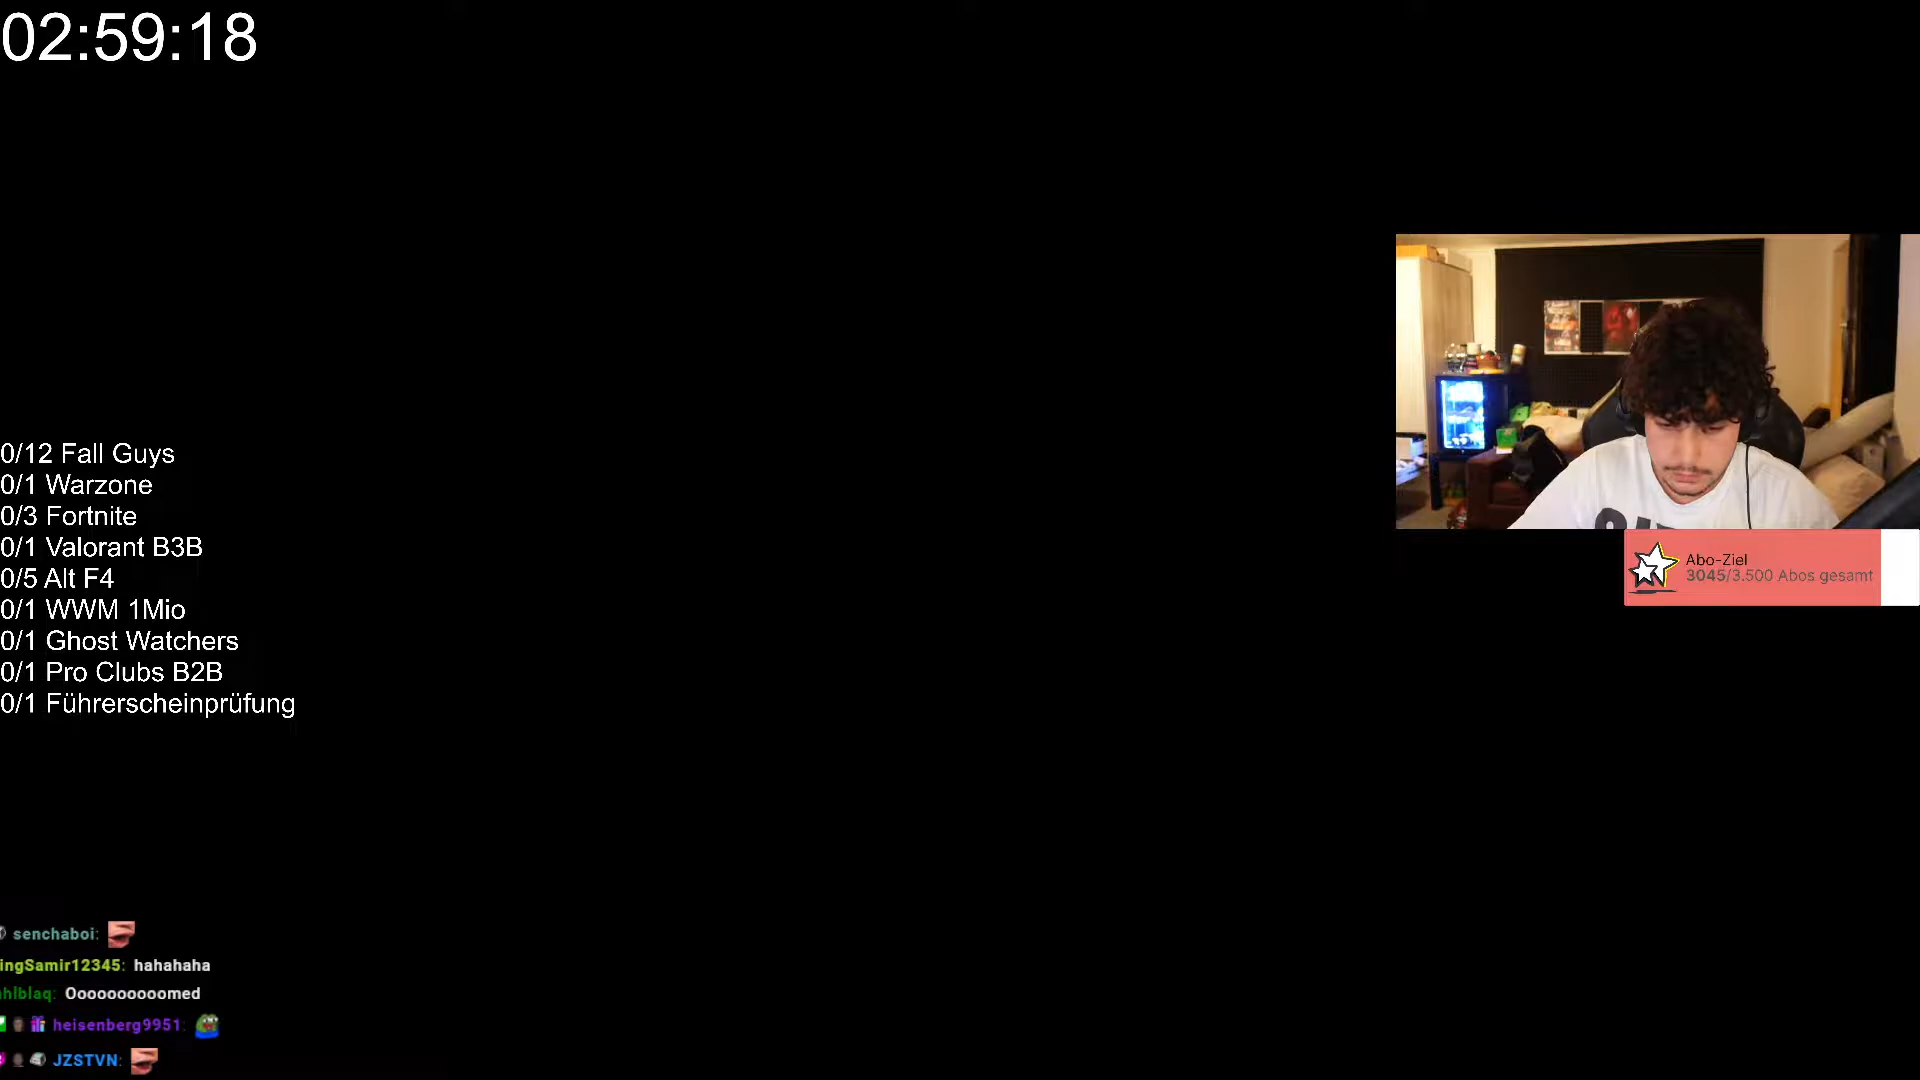 02:59:18
0/12 Fall Guys
0/1 Warzone
0/3 Fortnite
0/1 Valorant B3B
0/5 Alt F4
0/1 WWM 1Mio
0/1 Ghost Watchers
0/1 Pro Clubs B2B
0/1 Führerscheinprüfung
Abo-Ziel
3045/3.500 Abos gesamt
senchaboi:
ingSamir12345: hahahaha
hlblaq: Oooooooooomed
heisenberg9951:
JZSTVN: